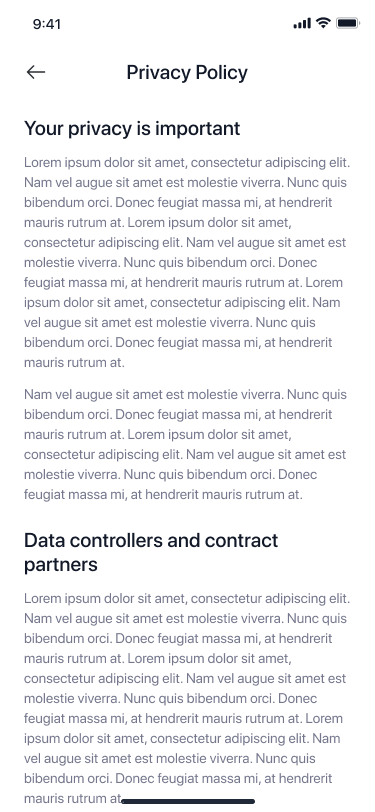 9:41
Privacy Policy
Your privacy is important
Lorem ipsum dolor sit amet, consectetur adipiscing elit.
Nam vel augue sit amet est molestie viverra. Nunc quis
bibendum orci. Donec feugiat massa mi, at hendrerit
mauris rutrum at. Lorem ipsum dolor sit amet,
consectetur adipiscing elit. Nam vel augue sit amet est
molestie viverra. Nunc quis bibendum orci. Donec
feugiat massa mi, at hendrerit mauris rutrum at. Lorem
ipsum dolor sit amet, consectetur adipiscing elit. Nam
vel augue sit amet est molestie viverra. Nunc quis
bibendum orci. Donec feugiat massa mi, at hendrerit
mauris rutrum at.
Nam vel augue sit amet est molestie viverra. Nunc quis
bibendum orci. Donec feugiat massa mi, at hendrerit
mauris rutrum at. Lorem ipsum dolor sit amet,
consectetur adipiscing elit. Nam vel augue sit amet est
molestie viverra. Nunc quis bibendum orci. Donec
feugiat massa mi, at hendrerit mauris rutrum at.
Data controllers and contract
partners
Lorem ipsum dolor sit amet, consectetur adipiscing elit.
Nam vel augue sit amet est molestie viverra. Nunc quis
bibendum orci. Donec feugiat massa mi, at hendrerit
mauris rutrum at. Lorem ipsum dolor sit amet,
consectetur adipiscing elit. Nam vel augue sit amet est
molestie viverra. Nunc quis bibendum orci. Donec
feugiat massa mi, at hendrerit mauris rutrum at. Lorem
ipsum dolor sit amet, consectetur adipiscing elit. Nam
vel augue sit amet est molestie viverra. Nunc quis
bibendum orci. Donec feugiat massa mi, at hendrerit
mauris rutrum at.